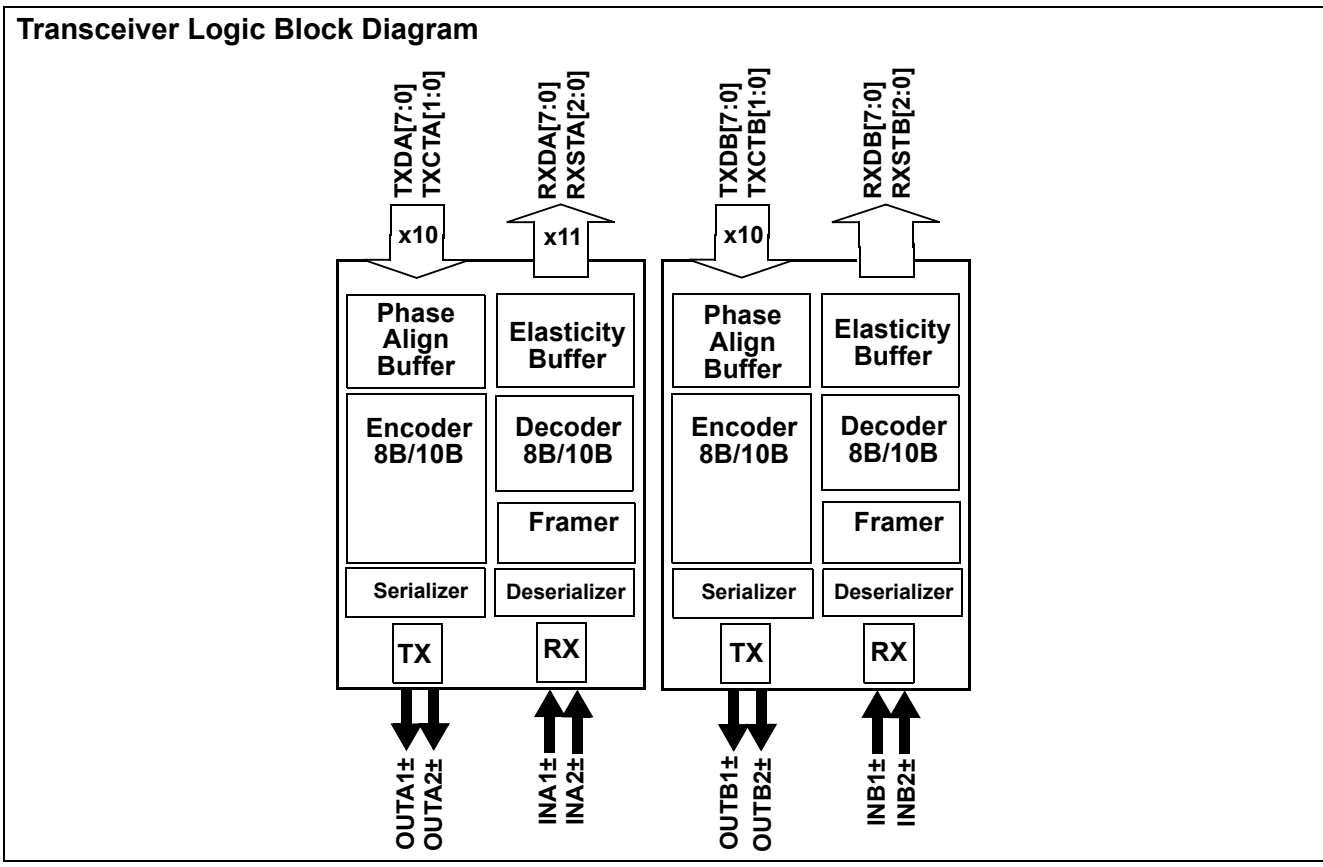 Transceiver Logic Block Diagram
TXDA[7:0]
TXCTA[1:0]
RXDA[7:0]
RXSTA[2:0]
TXDB[7:0]
TXCTB[1:0]
RXDB[7:0]
RXSTB[2:0]
x10
x11
x10
Phase
Align
Buffer
Elasticity
Buffer
Phase
Align
Buffer
Elasticity
Buffer
Encoder
8B/10B
Decoder
8B/10B
Encoder
8B/10B
Decoder
8B/10B
Framer
Framer
Serializer
Deserializer
Serializer
Deserializer
TX
RX
TX
RX
OUTA1±
OUTA2±
INA1±
INA2±
OUTB1±
OUTB2±
INB1±
INB2±